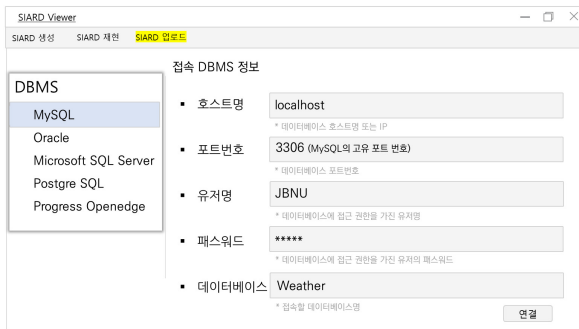 SIARD Viewer
SIARD 생성 SIARD 재현 SIARD 업로드
접속 DBMS 정보
DBMS
MySQL
Oracle
Microsoft SQL Server
Postgre SQL
Progress Openedge
▪ 호스트명 localhost
* 데이터베이스 호스트명 또는 IP
▪ 포트번호 3306 (MySQL의 고유 포트 번호)
* 데이터베이스 포트번호
▪ 유저명 JBNU
* 데이터베이스에 접근 권한을 가진 유저명
▪ 패스워드 *****
* 데이터베이스에 접근 권한을 가진 유저의 패스워드
▪ 데이터베이스 Weather
* 접속할 데이터베이스명
연결